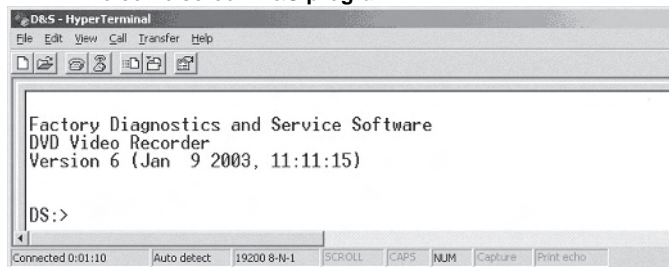 D&S - HyperTerminal
File Edit View Call Transfer Help
Factory Diagnostics and Service Software
DVD Video Recorder
Version 6 (Jan 9 2003, 11:11:15)
DS:>
Connected 0:01:10 Auto detect 19200 8-N-1 SCROLL CAPS NUM Capture Print echo